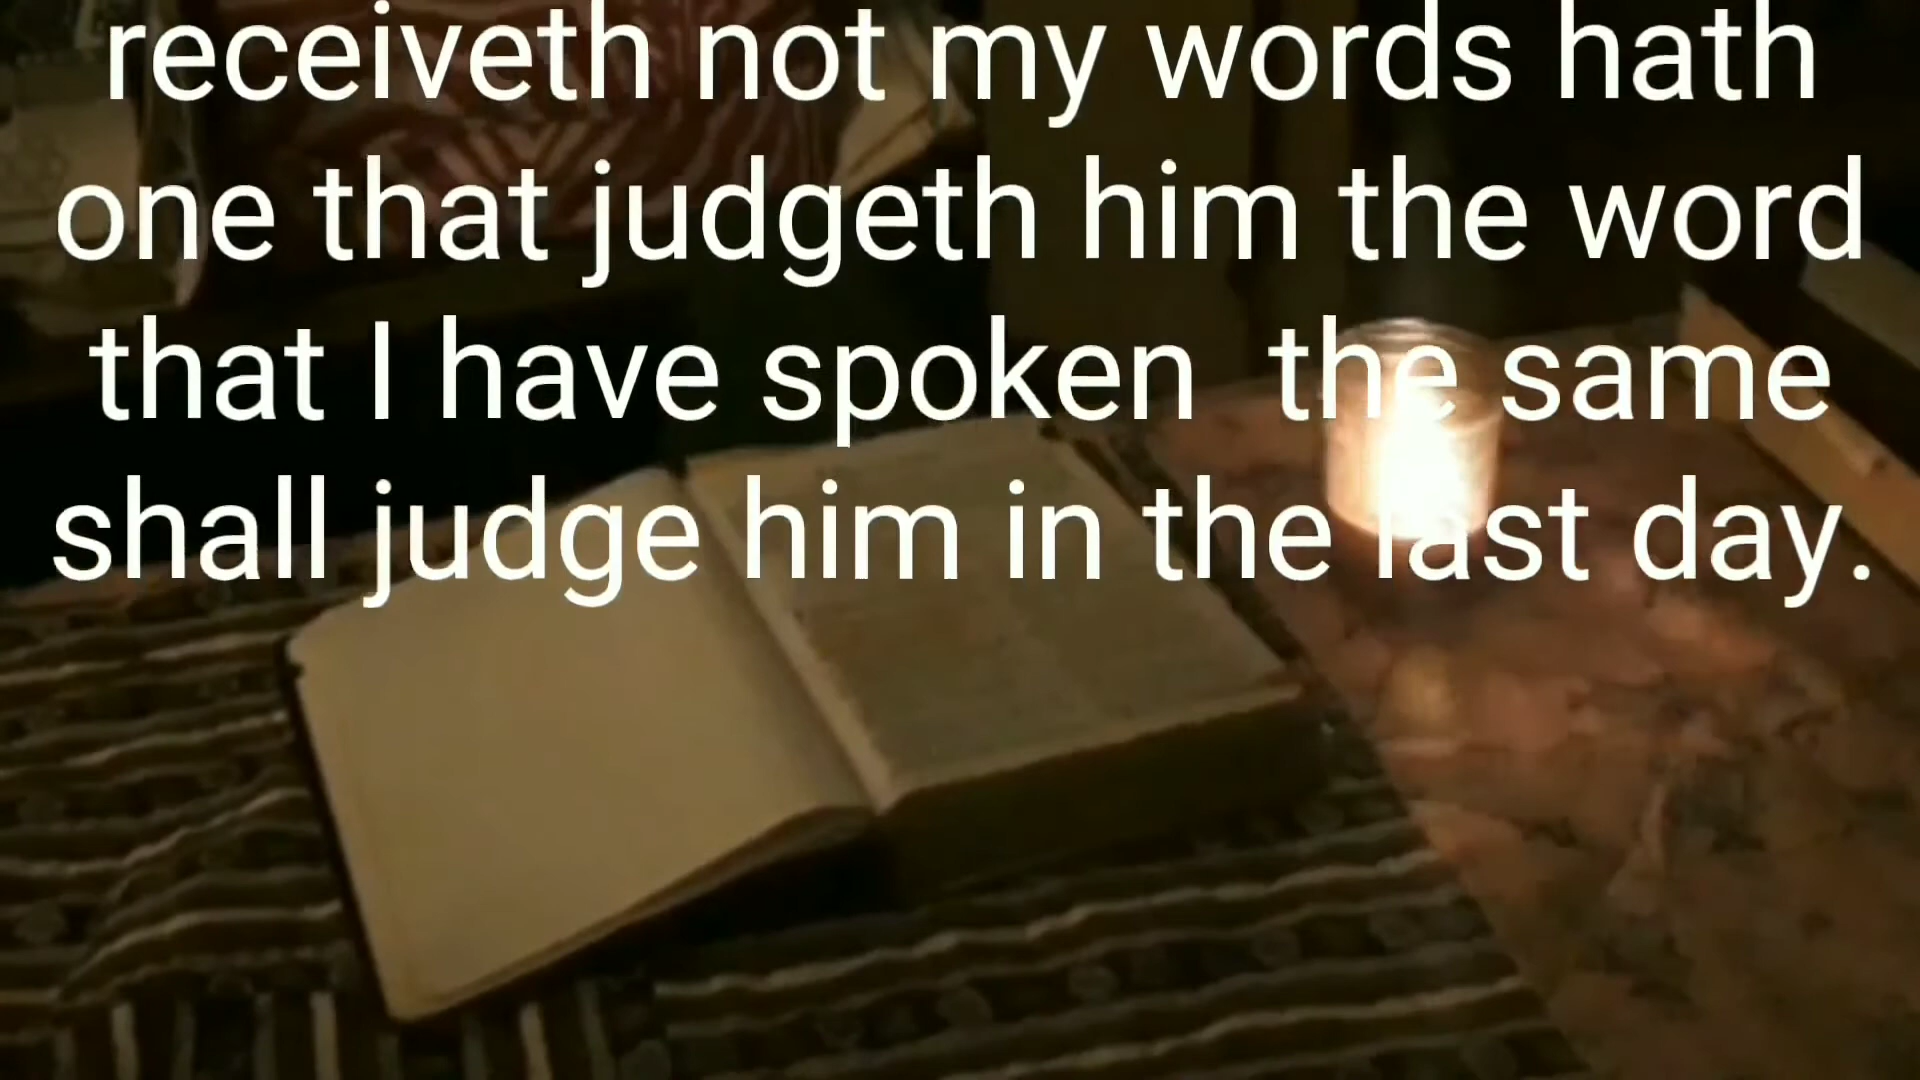 receiveth not my words hath
one that judgeth him the word
that I have spoken  the same
shall judge him in the last day.